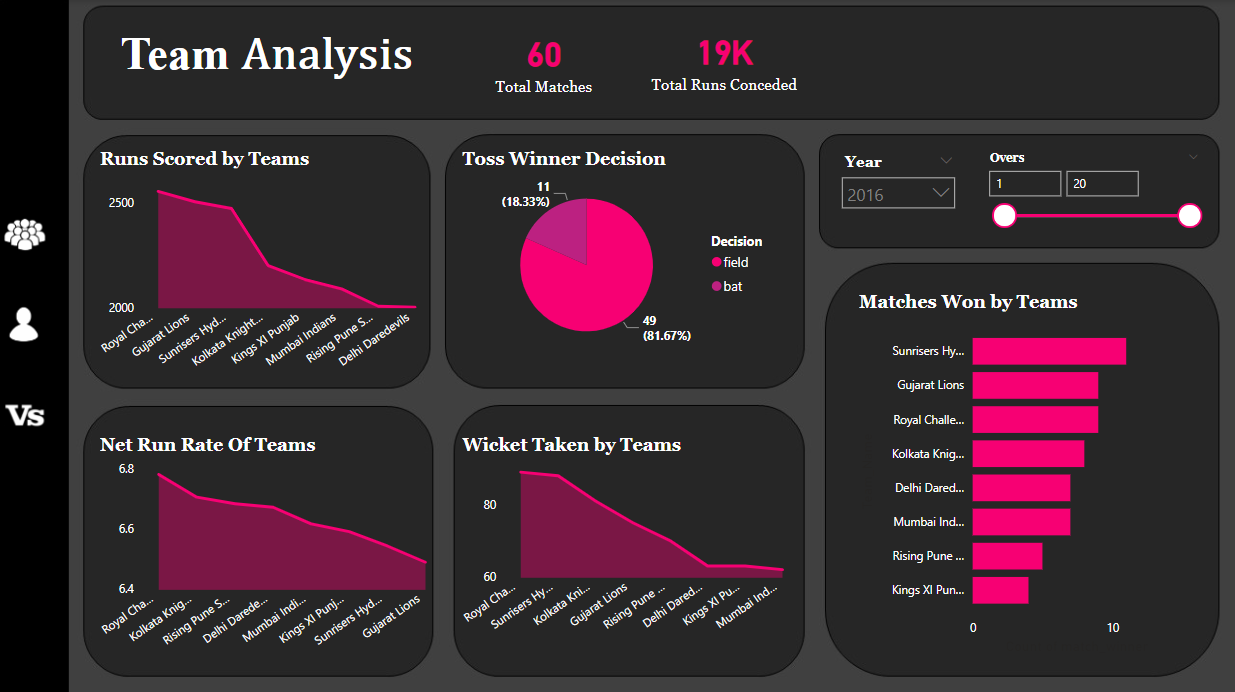 Team Analysis
60
Total Matches
19K
Total Runs Conceded
Runs Scored by Teams
2500
2000
Royal Cha...
Gujarat Lions
Sunrisers Hyd...
Kolkata Knight...
Kings XI Punjab
Mumbai Indians
Rising Pune S...
Delhi Daredevils
Toss Winner Decision
11
(18.33%)
49
(81.67%)
Decision
field
bat
Year
2016
Overs
1
20
Net Run Rate Of Teams
6.8
6.6
6.4
Royal Cha...
Kolkata Knig...
Rising Pune S...
Delhi Darede...
Mumbai Indi...
Kings XI Punj...
Sunrisers Hyd...
Gujarat Lions
Wicket Taken by Teams
80
60
Royal Cha...
Sunrisers Hy...
Kolkata Kni...
Gujarat Lions
Rising Pune ...
Delhi Dared...
Kings XI Pu...
Mumbai Ind...
Matches Won by Teams
Sunrisers Hy...
Gujarat Lions
Royal Challe...
Kolkata Knig...
Delhi Dared...
Mumbai Ind...
Rising Pune ...
Kings XI Pun...
0
10
Vs